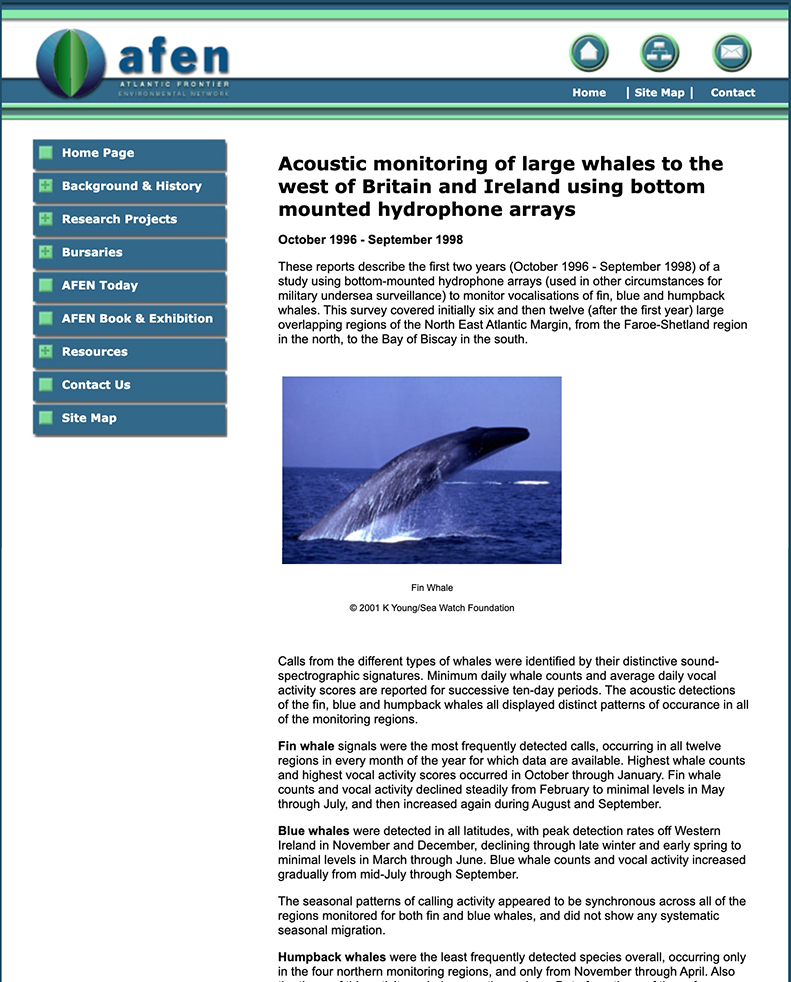 afen
ATLANTIC FRONTIER
ENVIRONMENTAL NETWORK
Home | Site Map | Contact
Home Page
Background & History
Research Projects
Bursaries
AFEN Today
AFEN Book & Exhibition
Resources
Contact Us
Site Map
Acoustic monitoring of large whales to the
west of Britain and Ireland using bottom
mounted hydrophone arrays
October 1996 - September 1998
These reports describe the first two years (October 1996 - September 1998) of a
study using bottom-mounted hydrophone arrays (used in other circumstances for
military undersea surveillance) to monitor vocalisations of fin, blue and humpback
whales. This survey covered initially six and then twelve (after the first year) large
overlapping regions of the North East Atlantic Margin, from the Faroe-Shetland region
in the north, to the Bay of Biscay in the south.
Fin Whale
© 2001 K Young/Sea Watch Foundation
Calls from the different types of whales were identified by their distinctive sound-
spectrographic signatures. Minimum daily whale counts and average daily vocal
activity scores are reported for successive ten-day periods. The acoustic detections
of the fin, blue and humpback whales all displayed distinct patterns of occurance in all
of the monitoring regions.
Fin whale signals were the most frequently detected calls, occurring in all twelve
regions in every month of the year for which data are available. Highest whale counts
and highest vocal activity scores occurred in October through January. Fin whale
counts and vocal activity declined steadily from February to minimal levels in May
through July, and then increased again during August and September.
Blue whales were detected in all latitudes, with peak detection rates off Western
Ireland in November and December, declining through late winter and early spring to
minimal levels in March through June. Blue whale counts and vocal activity increased
gradually from mid-July through September.
The seasonal patterns of calling activity appeared to be synchronous across all of the
regions monitored for both fin and blue whales, and did not show any systematic
seasonal migration.
Humpback whales were the least frequently detected species overall, occurring only
in the four northern monitoring regions, and only from November through April. Also